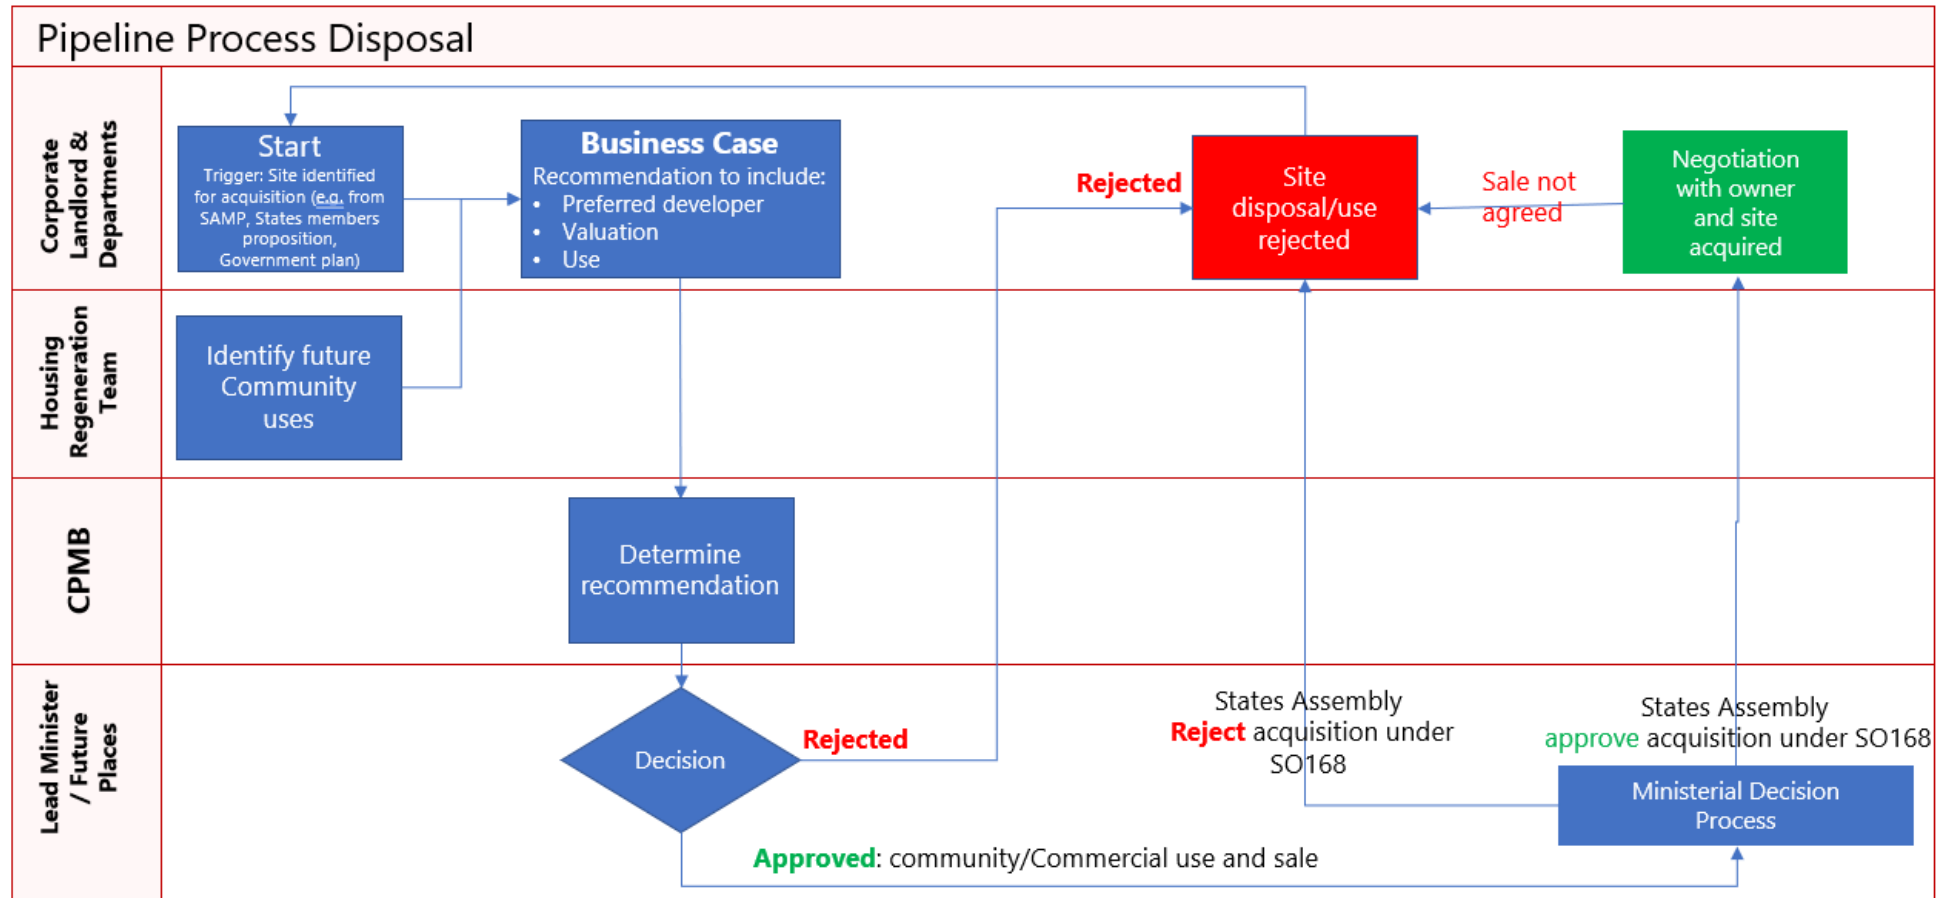 Pipeline Process Disposal
Corporate
Landlord &
Departments
Start
Trigger: Site identified
for acquisition (e.g. from
SAMP, States members
proposition,
Government plan)
Business Case
Recommendation to include:
• Preferred developer
• Valuation
• Use
Rejected
Site
disposal/use
rejected
Sale not
agreed
Negotiation
with owner
and site
acquired
Housing
Regeneration
Team
Identify future
Community
uses
CPMB
Determine
recommendation
Lead Minister
/ Future
Places
Decision
Rejected
States Assembly
Reject acquisition under
SO168
States Assembly
approve acquisition under SO168
Ministerial Decision
Process
Approved: community/Commercial use and sale